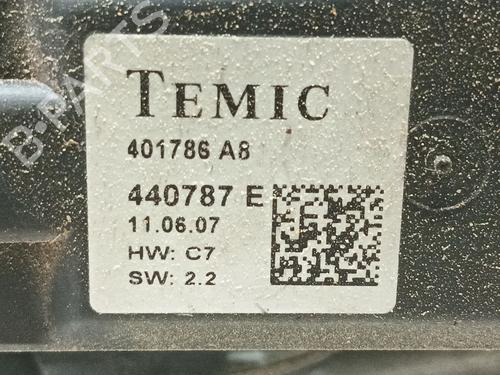 B-PARTS
TEMIC
401786 A8
440787 E
11.06.07
HW: C7
SW: 2.2